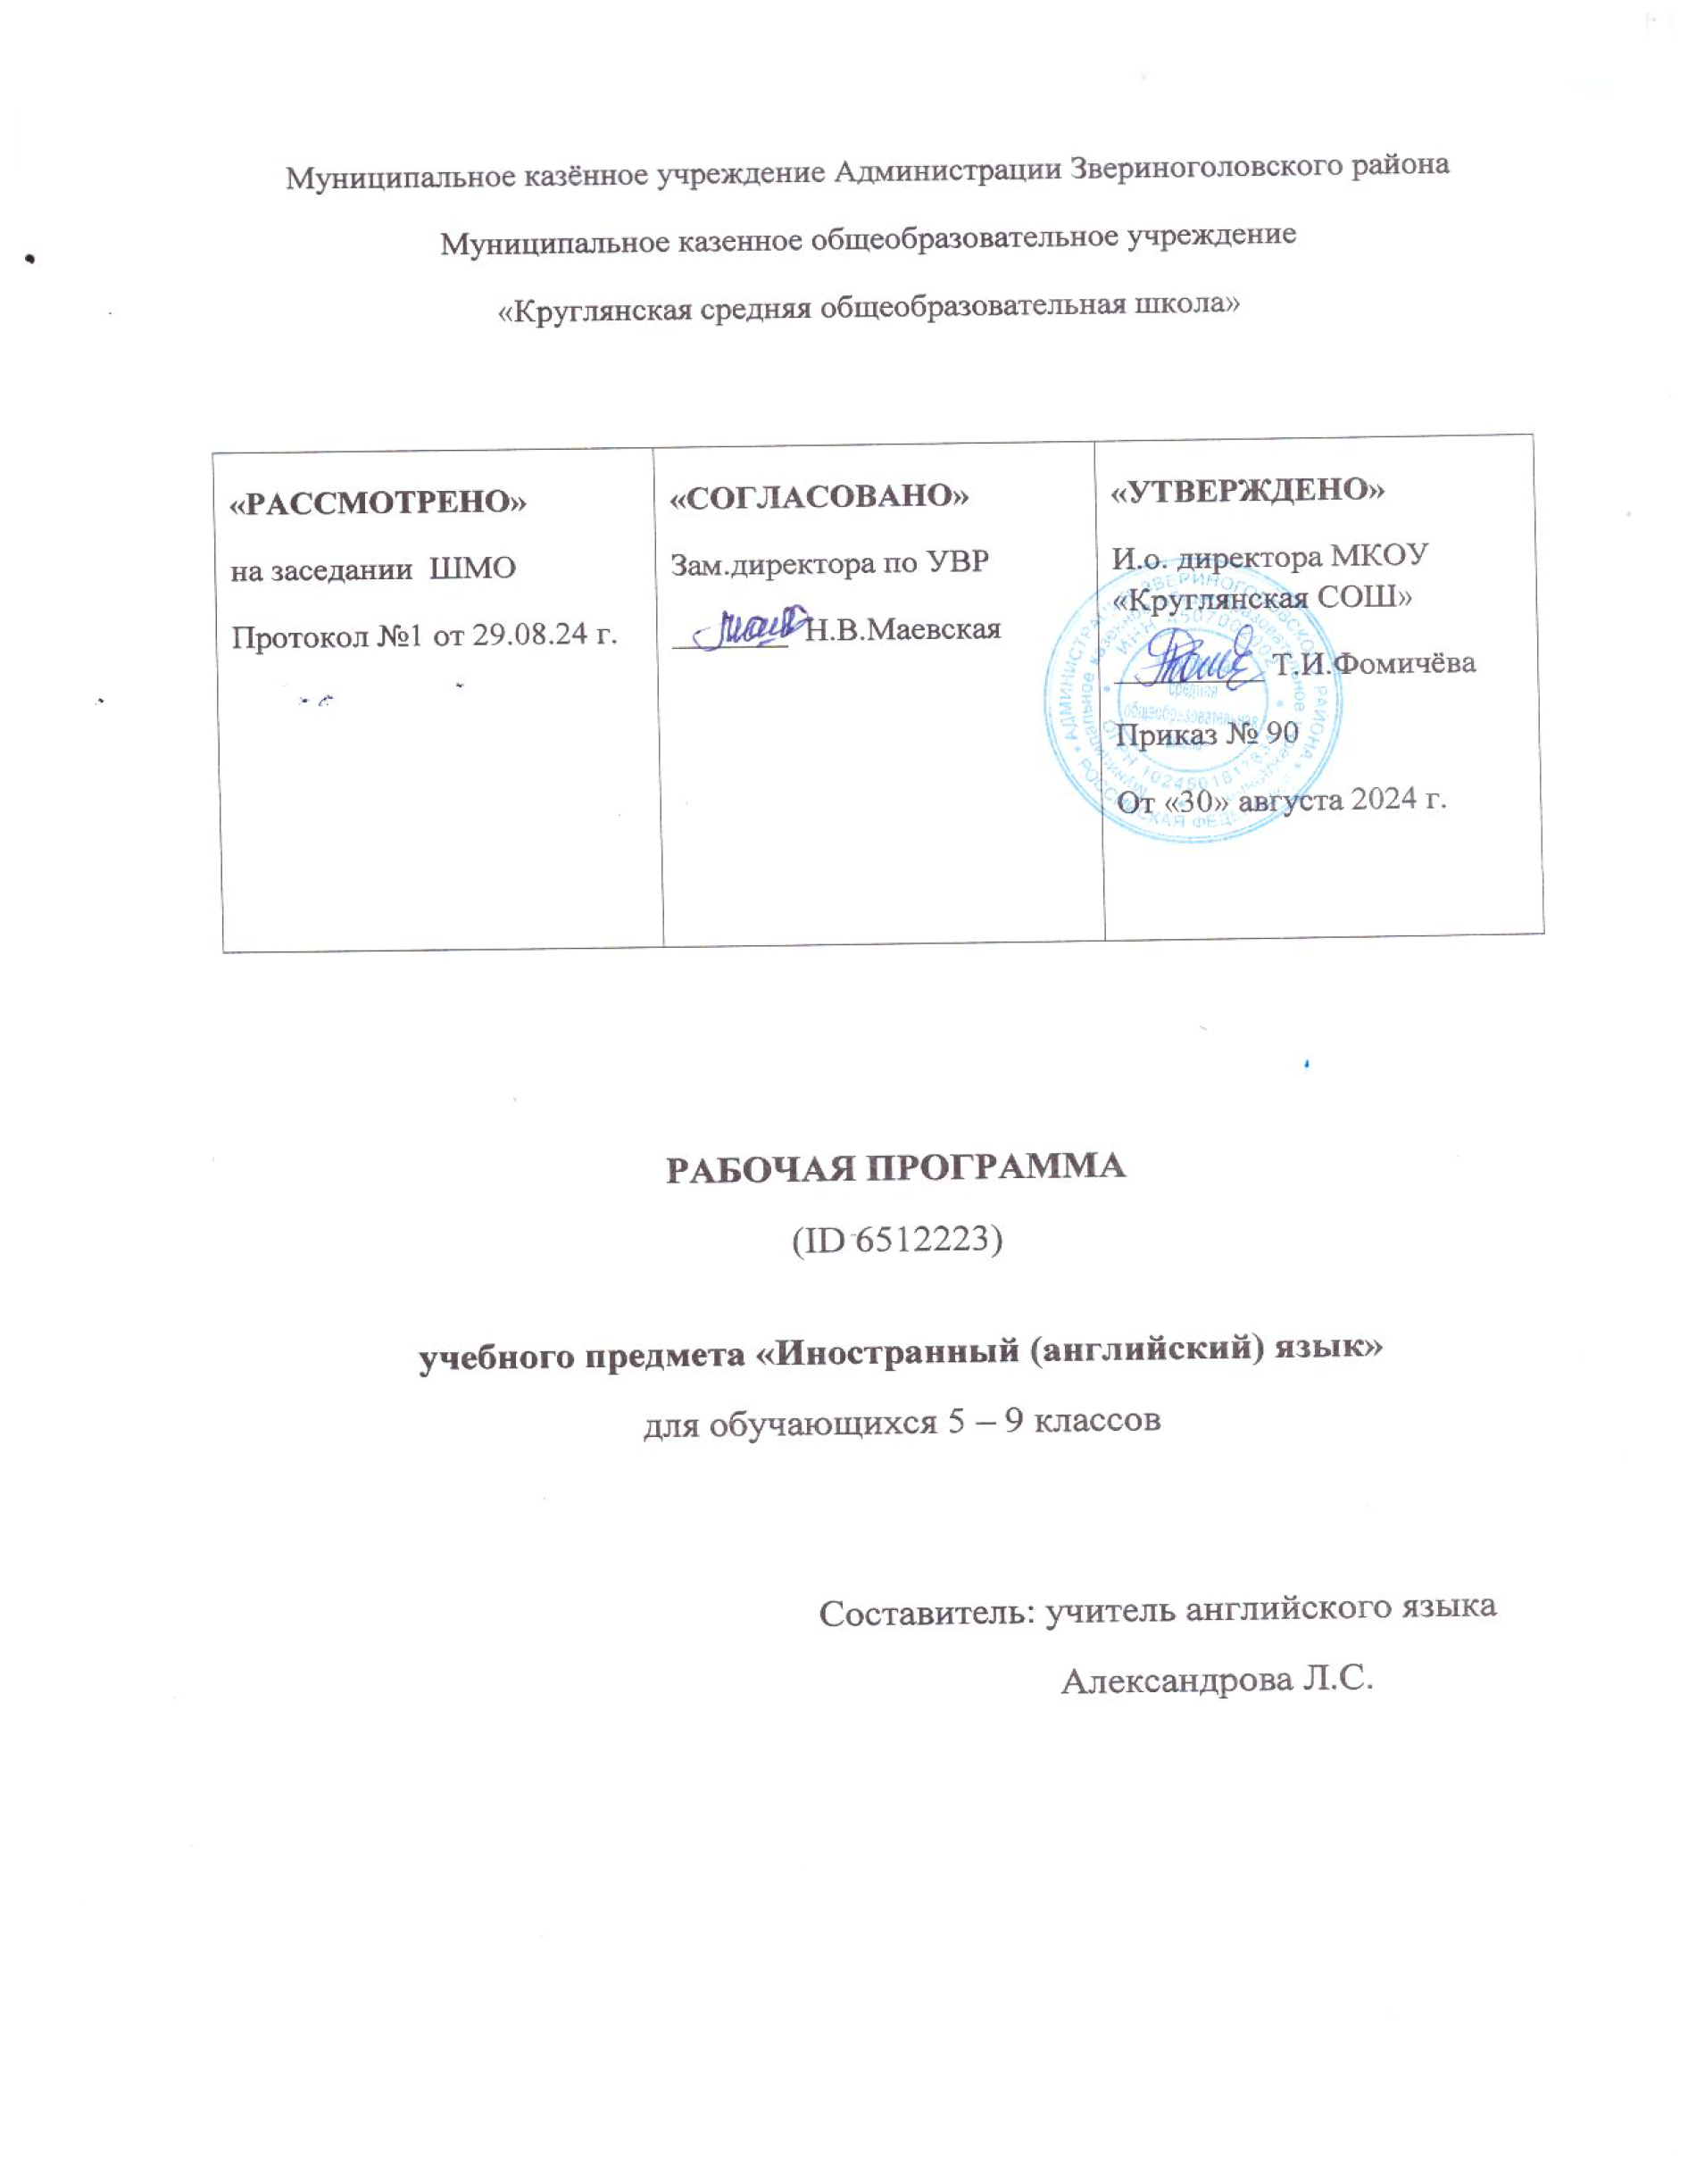 Муниципальное казённое учреждение Администрации Звериноголовского района
Муниципальное казенное общеобразовательное учреждение
«Круглянская средняя общеобразовательная школа»
«РАССМОТРЕНО»
на заседании ШМО
Протокол №1 от 29.08.24 г.
«СОГЛАСОВАНО»
Зам.директора по УВР
Н.В.Маевская
«УТВЕРЖДЕНО»
И.о. директора МКОУ
«Круглянская СОШ»
Т.И.Фомичёва
Приказ № 90
От «30» августа 2024 г.
РАБОЧАЯ ПРОГРАММА
(ID 6512223)
учебного предмета «Иностранный (английский) язык»
для обучающихся 5 – 9 классов
Составитель: учитель английского языка
Александрова Л.С.